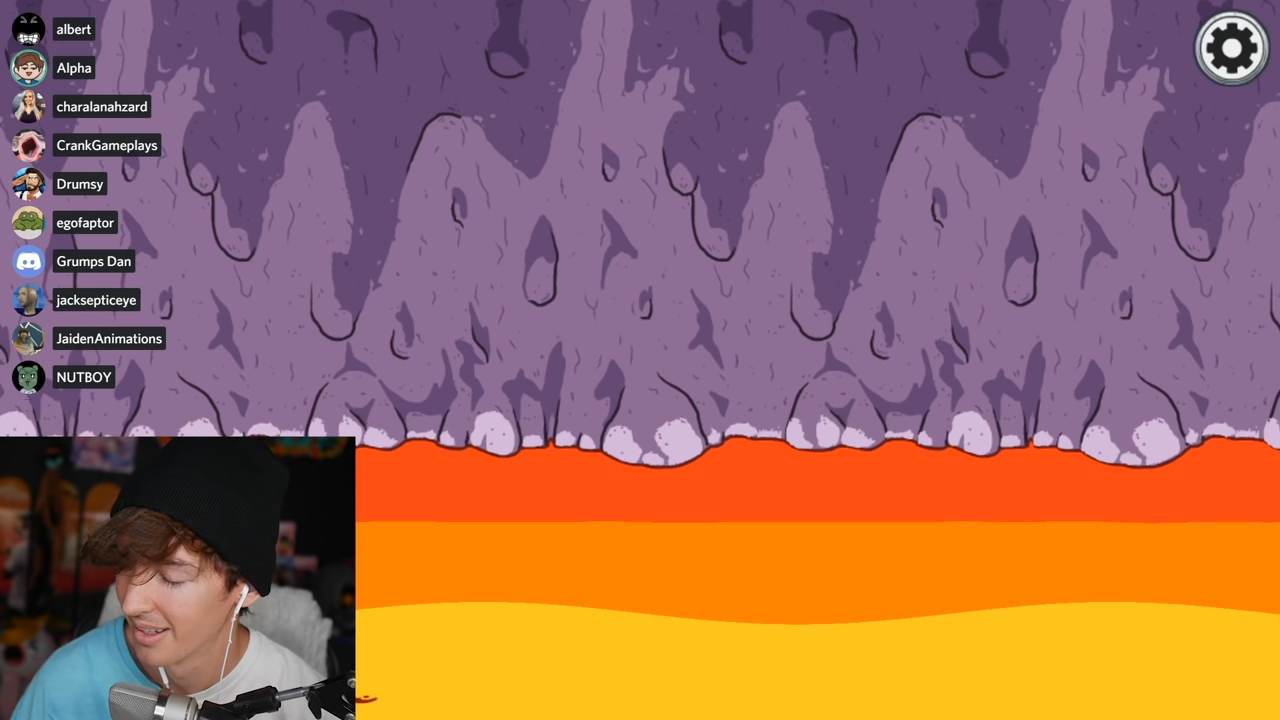 albert
Alpha
charalanahzard
CrankGameplays
Drumsy
egofaptor
Grumps Dan
jacksepticeye
JaidenAnimations
NUTBOY